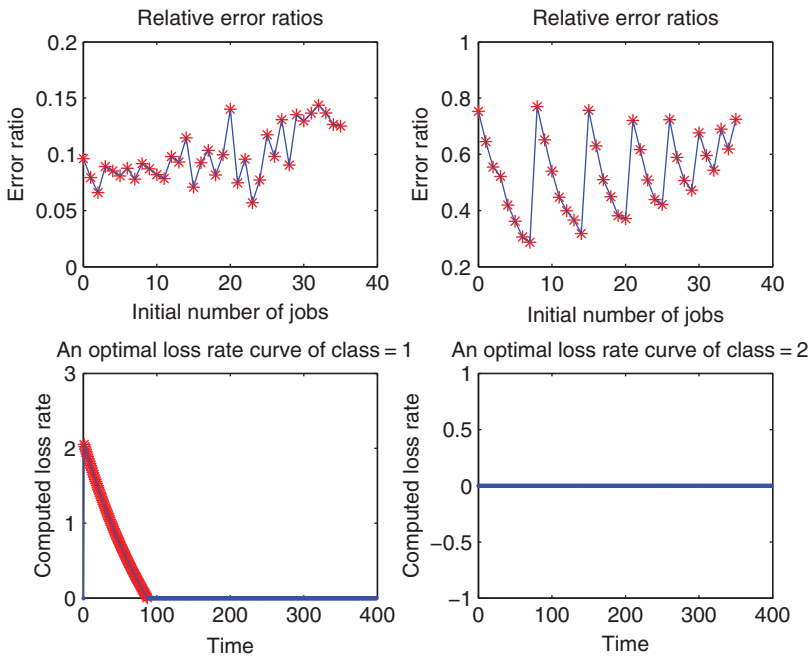 Relative error ratios
0.2
0.15
0.1
0.05
0
Error ratio
0 10 20 30 40
Initial number of jobs
Relative error ratios
1
0.8
0.6
0.4
0.2
Error ratio
0 10 20 30 40
Initial number of jobs
An optimal loss rate curve of class = 1
3
2
1
0
Computed loss rate
0 100 200 300 400
Time
An optimal loss rate curve of class = 2
1
0.5
0
−0.5
−1
Computed loss rate
0 100 200 300 400
Time